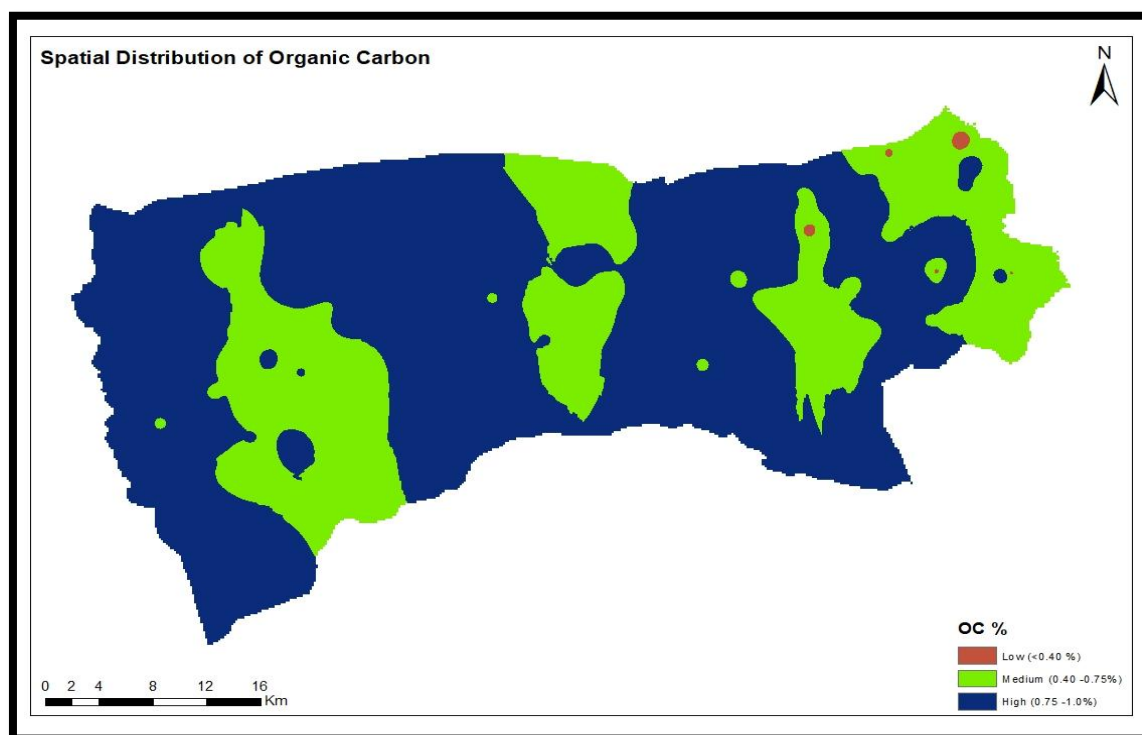 Spatial Distribution of Organic Carbon
N
OC %
Low (<0.40 %)
Medium (0.40 -0.75%)
High (0.75 -1.0%)
0 2 4 8 12 16
Km